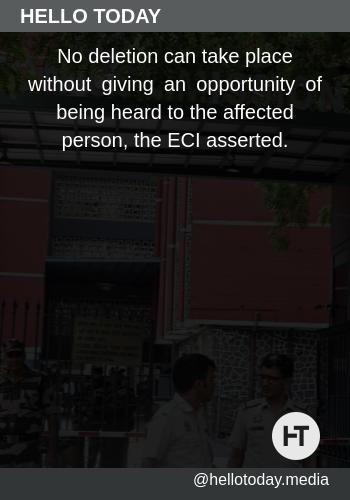 HELLO TODAY
No deletion can take place
without giving an opportunity of
being heard to the affected
person, the ECI asserted.
HT
@hellotoday.media